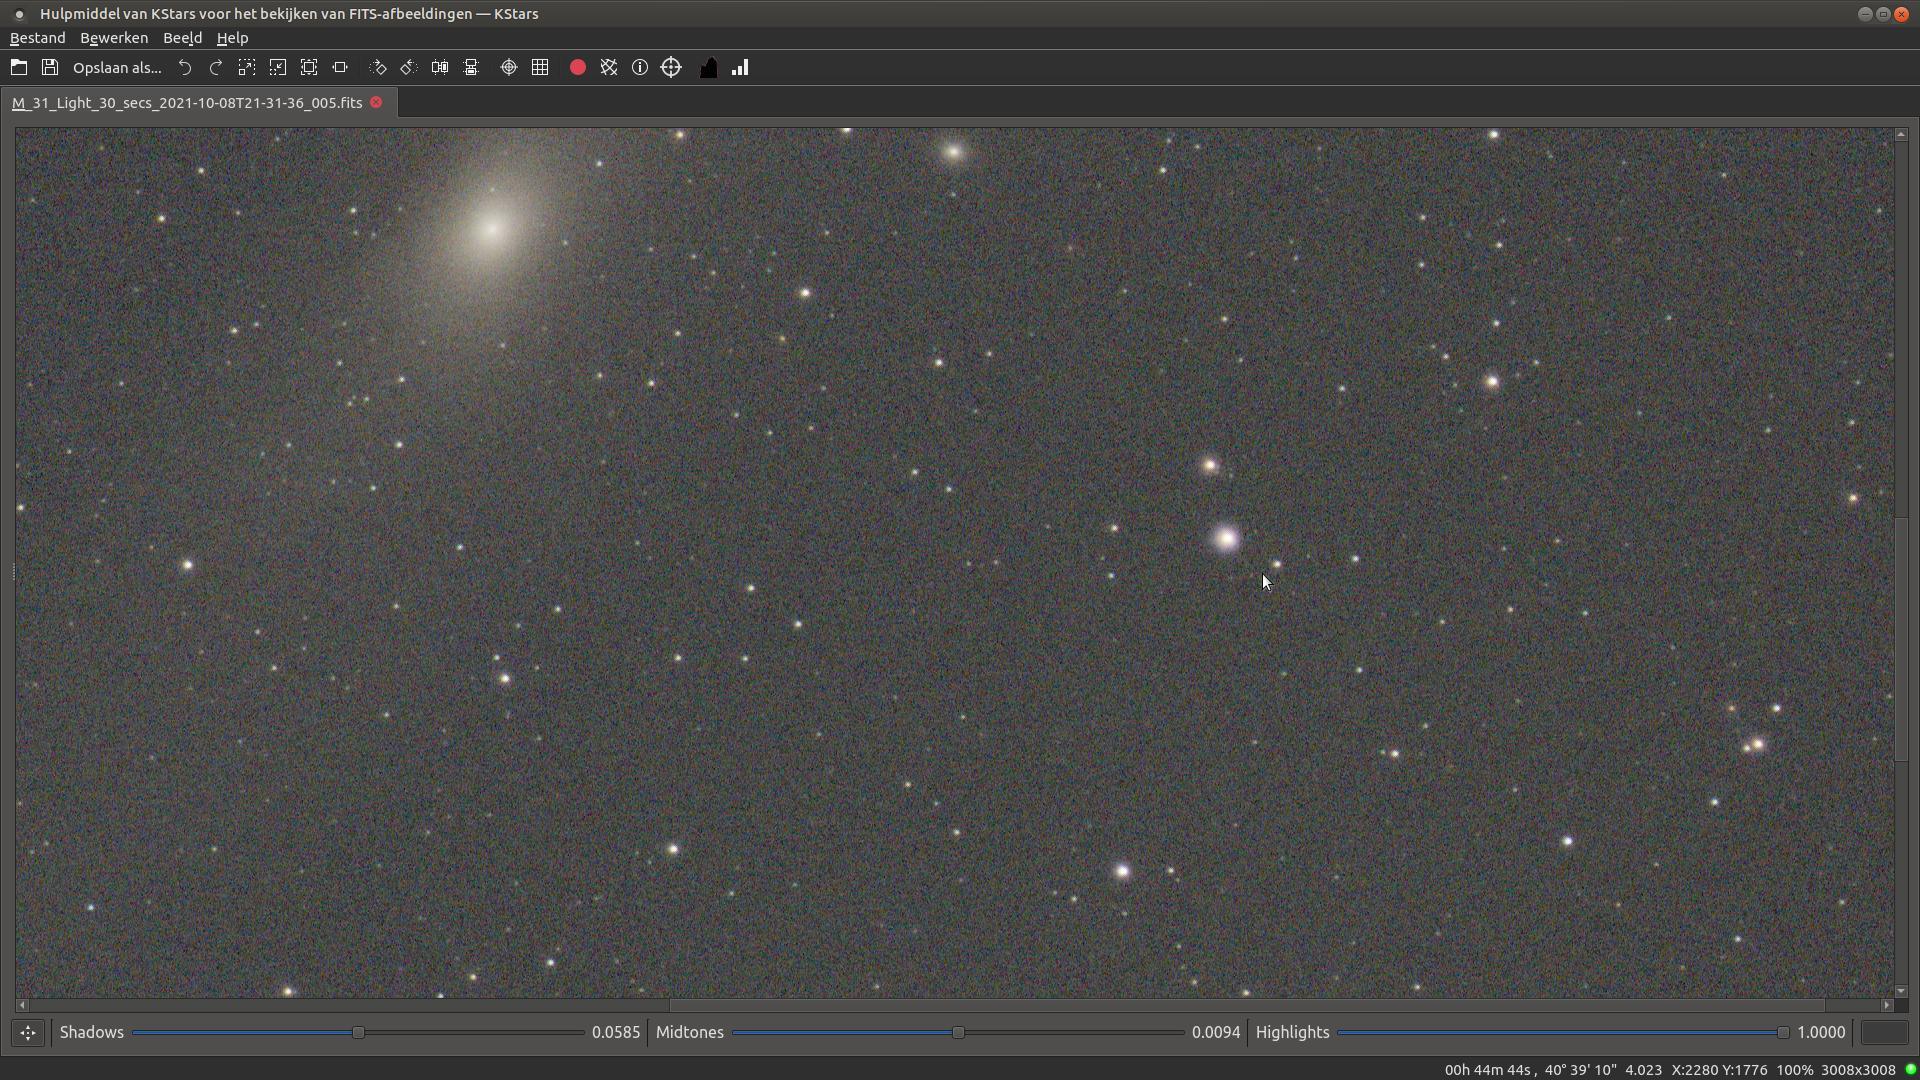 Hulpmiddel van KStars voor het bekijken van FITS-afbeeldingen — KStars
Bestand Bewerken Beeld Help
Opslaan als...
M_31_Light_30_secs_2021-10-08T21-31-36_005.fits
Shadows 0.0585 Midtones 0.0094 Highlights 1.0000
00h 44m 44s , 40° 39' 10" 4.023 X:2280 Y:1776 100% 3008x3008